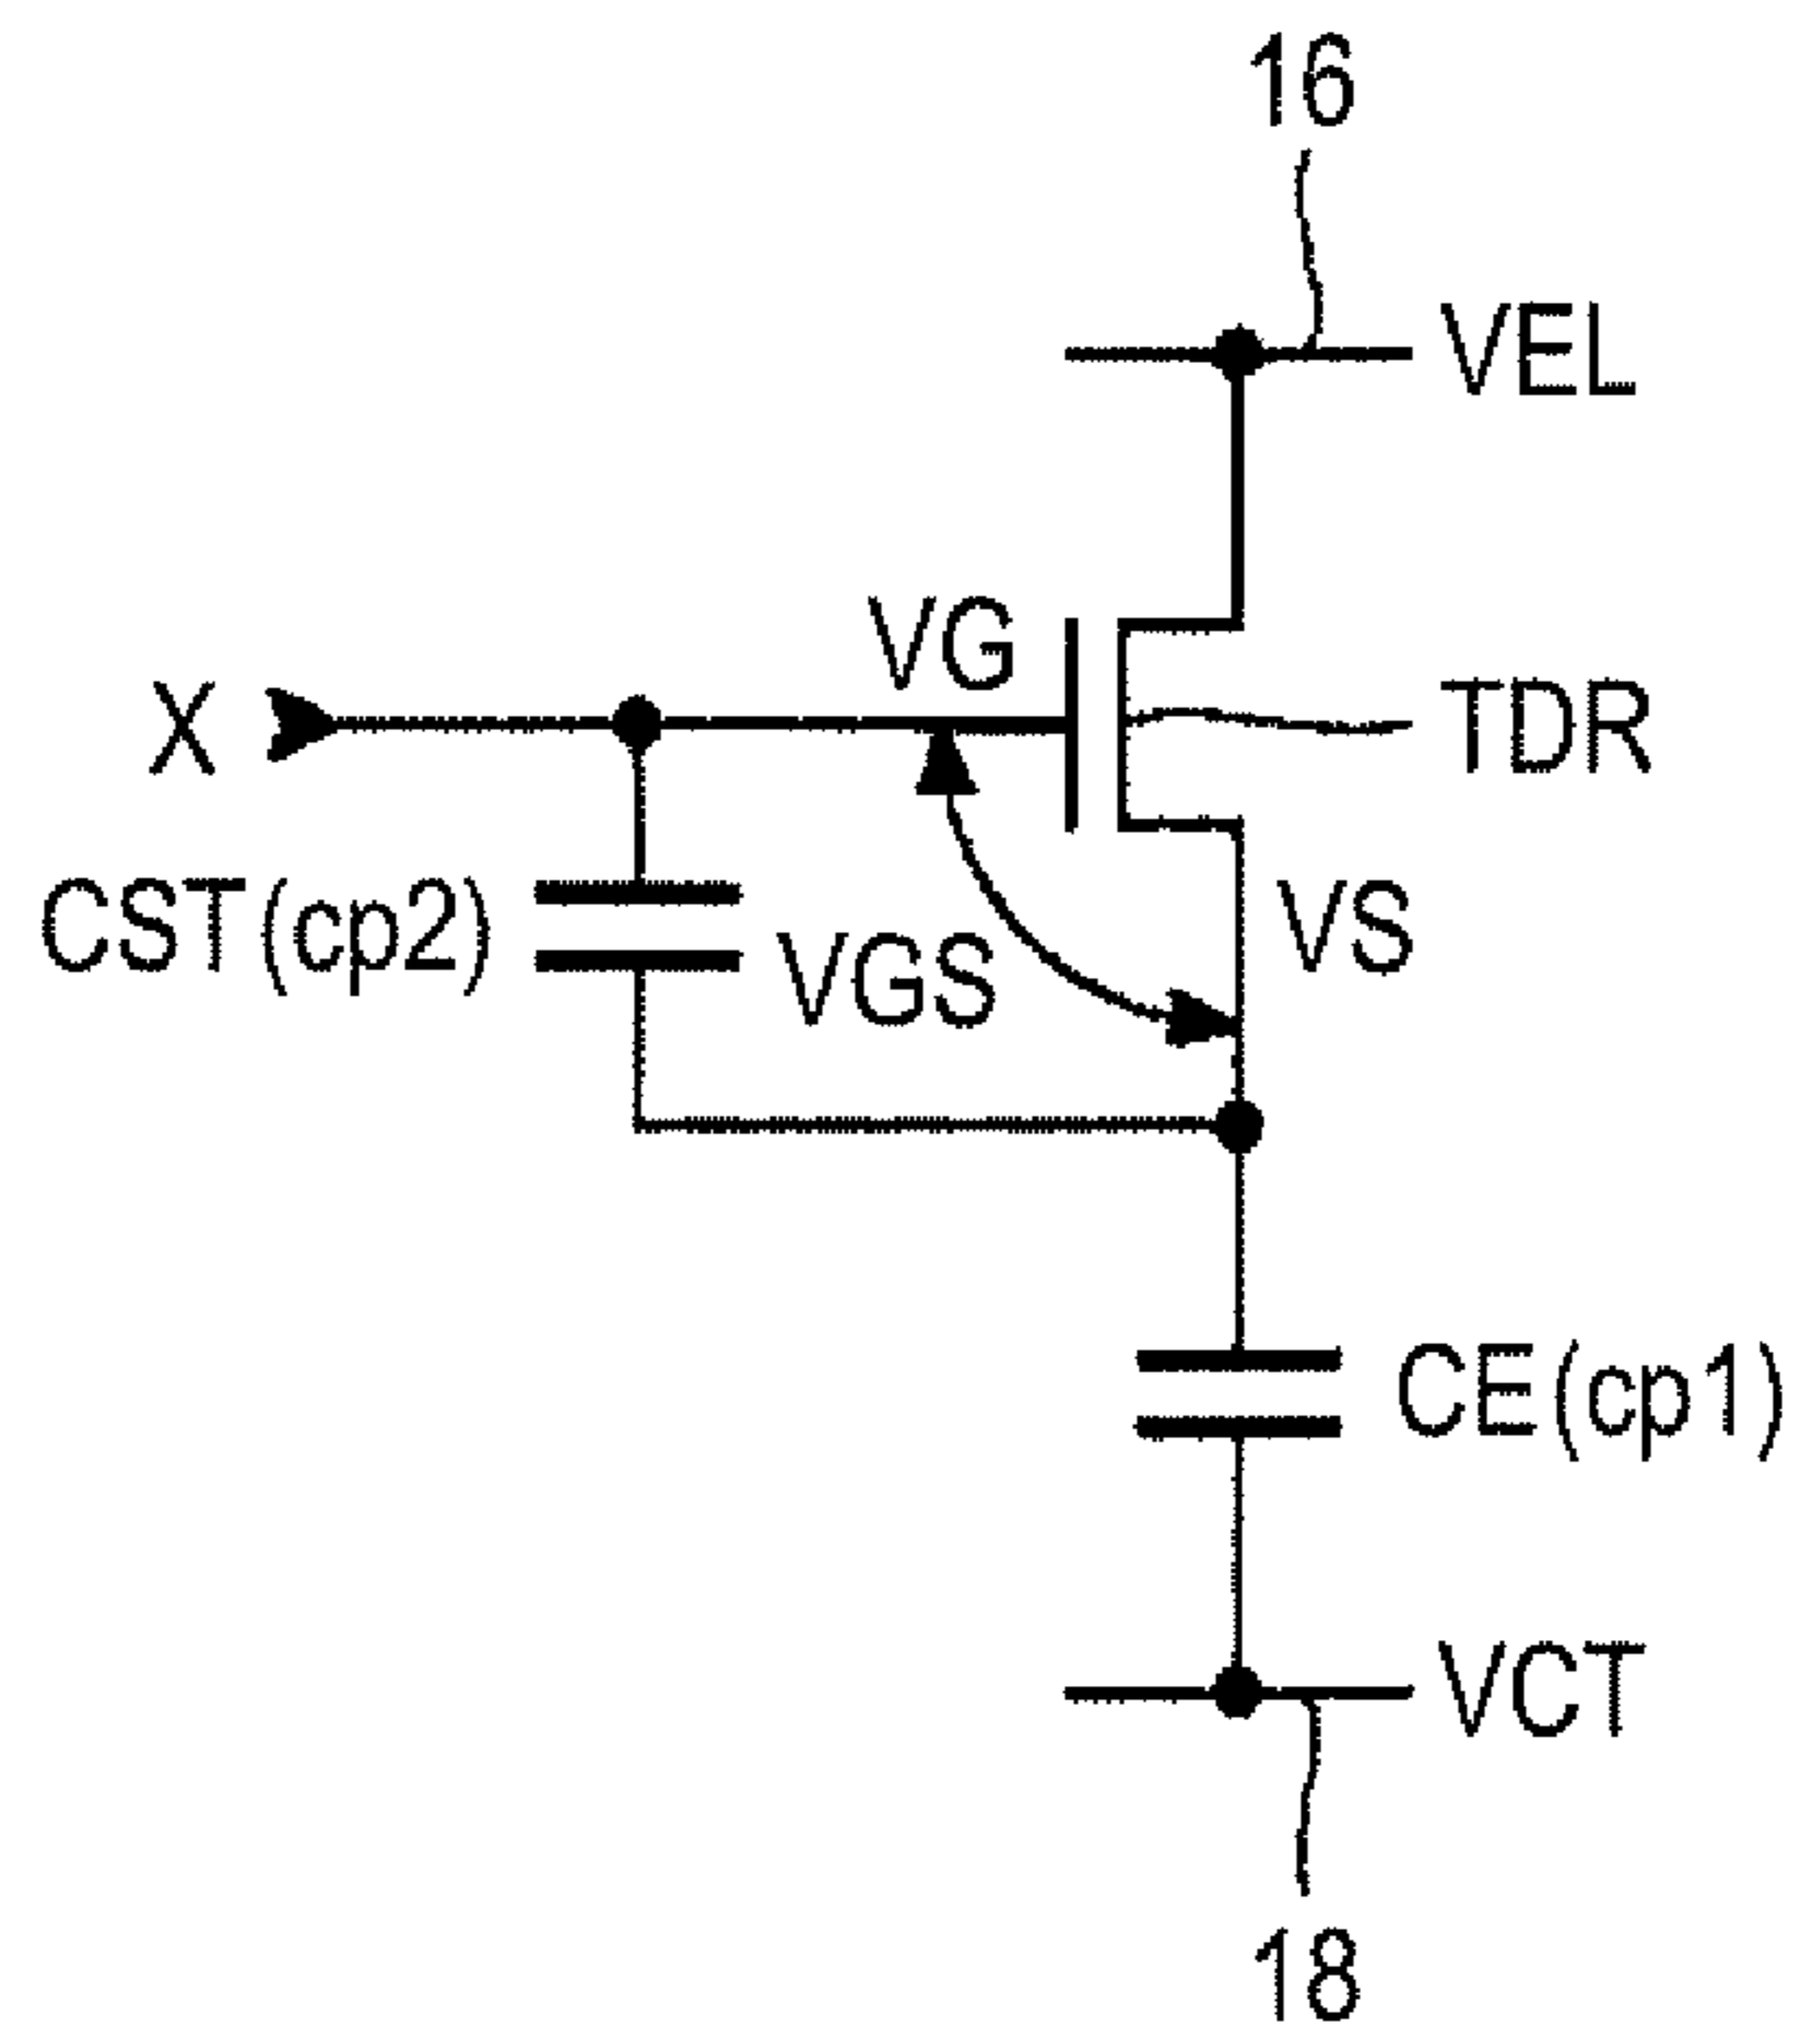 16
VEL
VG
X
TDR
CST(cp2)
VGS
VS
CE(cp1)
VCT
18